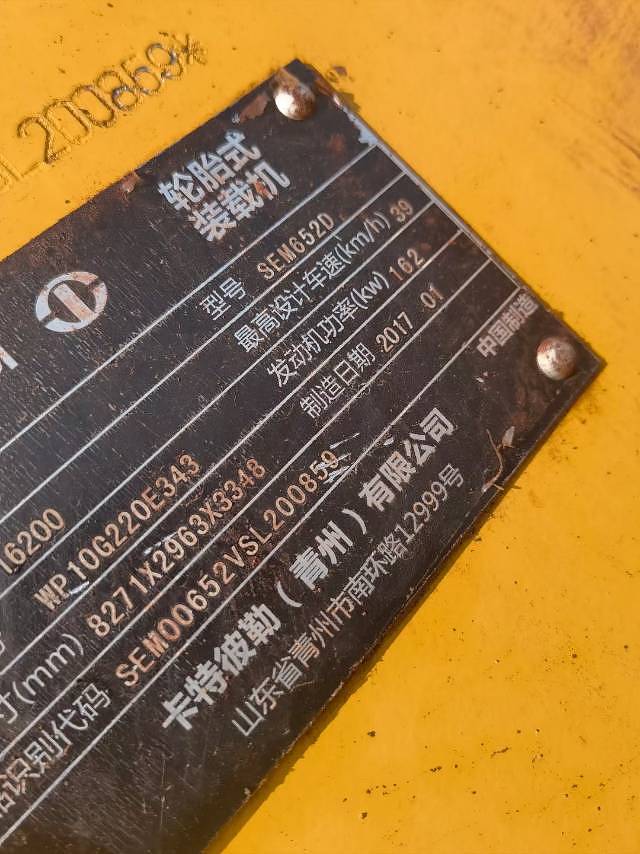 L200859※
轮胎式
装载机
型号 SEM652D
最高设计车速(km/h) 39
16200 发动机功率(kw) 162
WP10G220E343 制造日期 2017 01
寸(mm) 8271X2963X3348
识别代码 SEM00652VSL200859
中国制造
卡特彼勒(青州)有限公司
山东省青州市南环路12999号